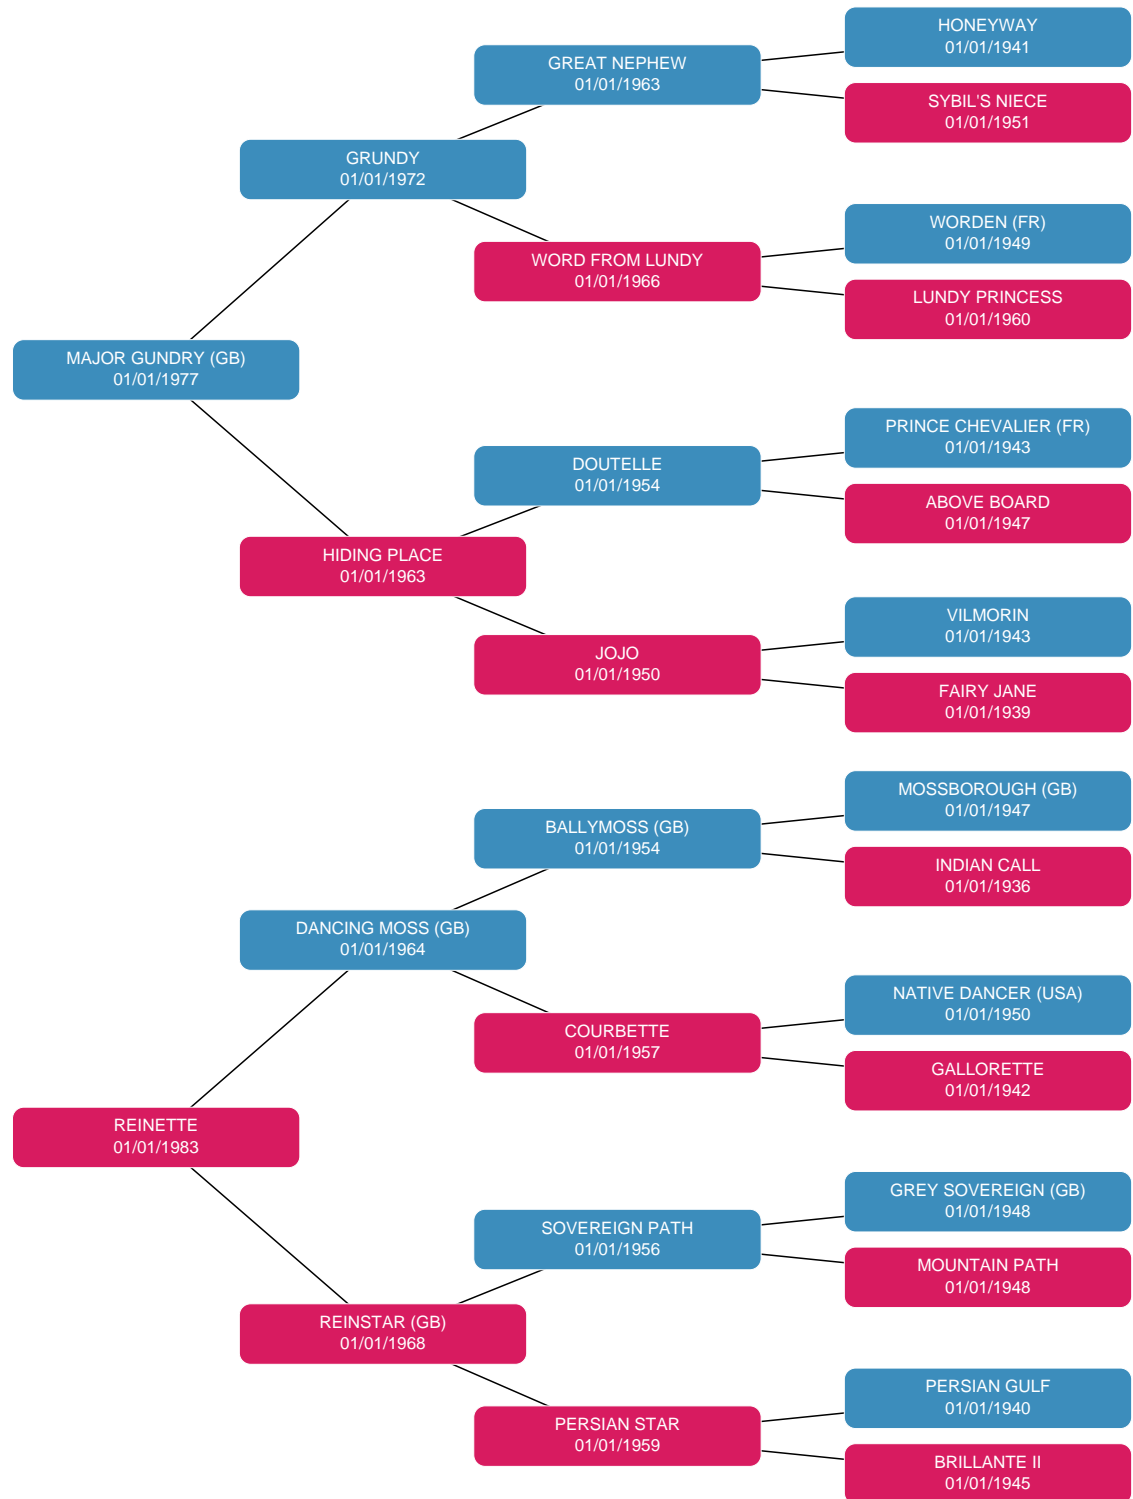 HONEYWAY
01/01/1941
GREAT NEPHEW
01/01/1963
SYBIL'S NIECE
01/01/1951
GRUNDY
01/01/1972
WORDEN (FR)
01/01/1949
WORD FROM LUNDY
01/01/1966
LUNDY PRINCESS
01/01/1960
MAJOR GUNDRY (GB)
01/01/1977
PRINCE CHEVALIER (FR)
01/01/1943
DOUTELLE
01/01/1954
ABOVE BOARD
01/01/1947
HIDING PLACE
01/01/1963
VILMORIN
01/01/1943
JOJO
01/01/1950
FAIRY JANE
01/01/1939
MOSSBOROUGH (GB)
01/01/1947
BALLYMOSS (GB)
01/01/1954
INDIAN CALL
01/01/1936
DANCING MOSS (GB)
01/01/1964
NATIVE DANCER (USA)
01/01/1950
COURBETTE
01/01/1957
GALLORETTE
01/01/1942
REINETTE
01/01/1983
GREY SOVEREIGN (GB)
01/01/1948
SOVEREIGN PATH
01/01/1956
MOUNTAIN PATH
01/01/1948
REINSTAR (GB)
01/01/1968
PERSIAN GULF
01/01/1940
PERSIAN STAR
01/01/1959
BRILLANTE II
01/01/1945